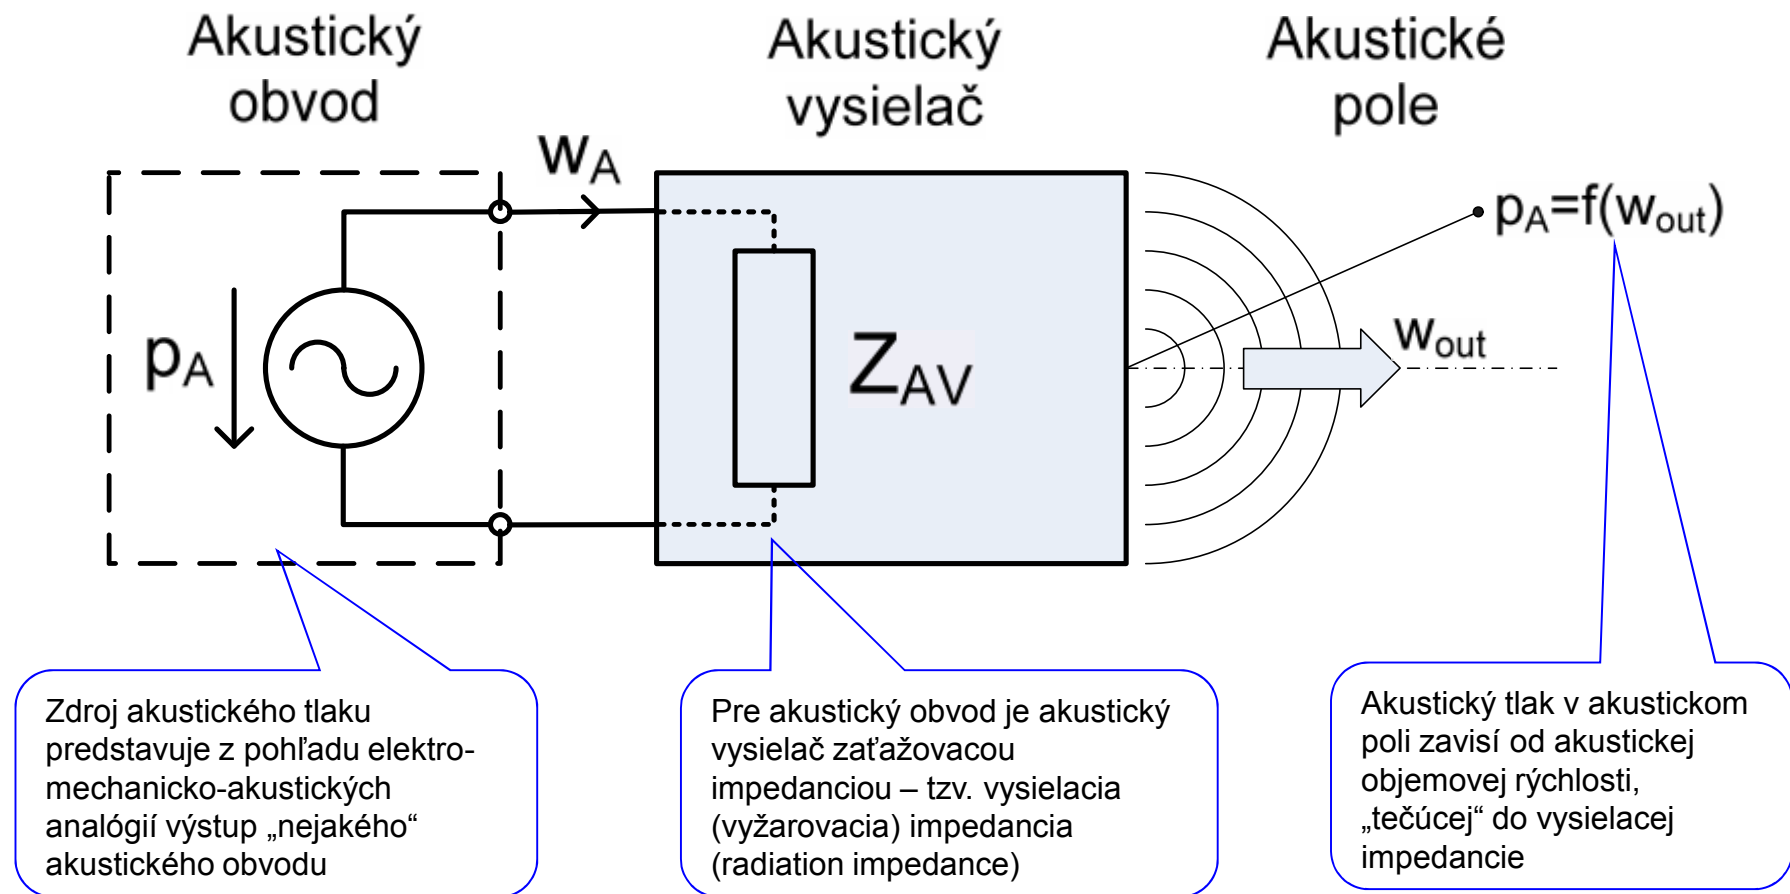 Akustický
obvod
Akustický
vysielač
Akustické
pole
wA
pA
ZAV
pA=f(wout)
wout
Zdroj akustického tlaku
predstavuje z pohľadu elektro-
mechanicko-akustických
analógií výstup „nejakého“
akustického obvodu
Pre akustický obvod je akustický
vysielač zaťažovacou
impedanciou – tzv. vysielacia
(vyžarovacia) impedancia
(radiation impedance)
Akustický tlak v akustickom
poli zavisí od akustickej
objemovej rýchlosti,
„tečúcej“ do vysielacej
impedancie